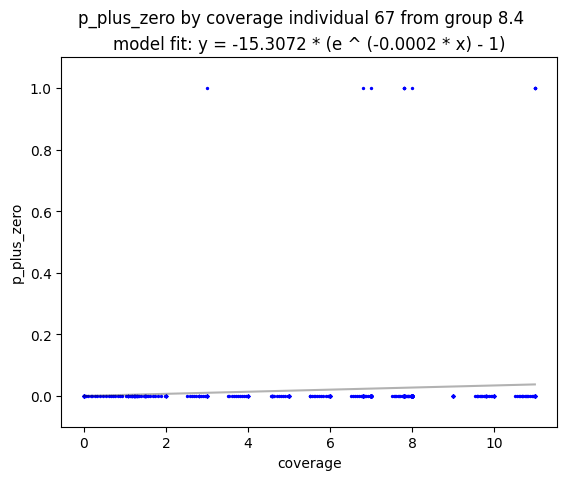 p_plus_zero by coverage individual 67 from group 8.4
model fit: y = -15.3072 * (e ^ (-0.0002 * x) - 1)
1.0
0.8
0.6
0.4
0.2
0.0
p_plus_zero
0 2 4 6 8 10
coverage